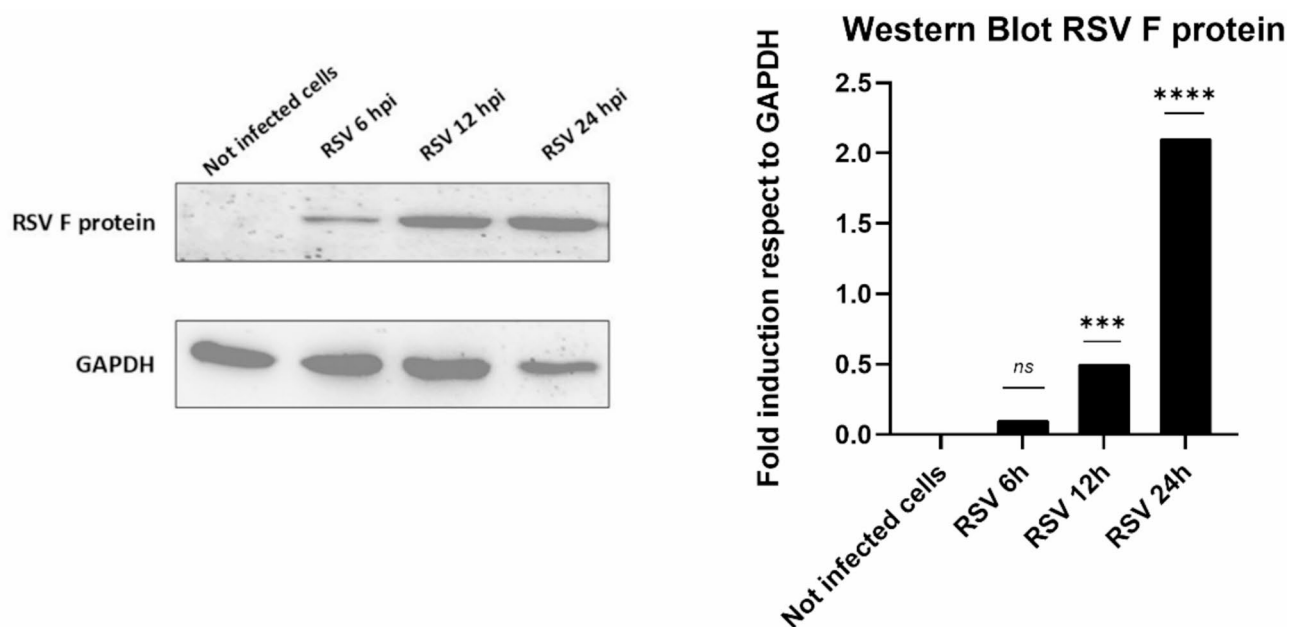 Not infected cells
RSV 6 hpi
RSV 12 hpi
RSV 24 hpi
RSV F protein
GAPDH
Western Blot RSV F protein
Fold induction respect to GAPDH
2.5
2.0
1.5
1.0
0.5
0.0
ns
***
****
Not infected cells
RSV 6h
RSV 12h
RSV 24h